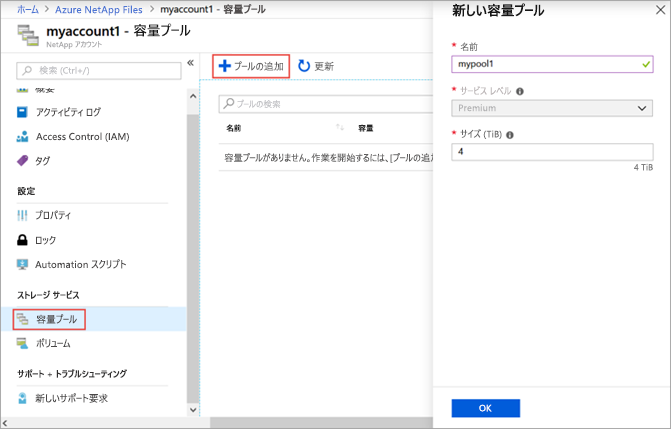 ホーム > Azure NetApp Files > myaccount1 - 容量プール
myaccount1 - 容量プール
NetApp アカウント
検索 (Ctrl+/)
概要
アクティビティ ログ
Access Control (IAM)
タグ
設定
プロパティ
ロック
Automation スクリプト
ストレージ サービス
容量プール
ボリューム
サポート + トラブルシューティング
新しいサポート要求
プールの追加
更新
プールの検索
名前 容量
容量プールがありません。作業を開始するには、[プールの追加
新しい容量プール
* 名前
mypool1
* サービス レベル
Premium
* サイズ (TiB)
4
4 TiB
OK